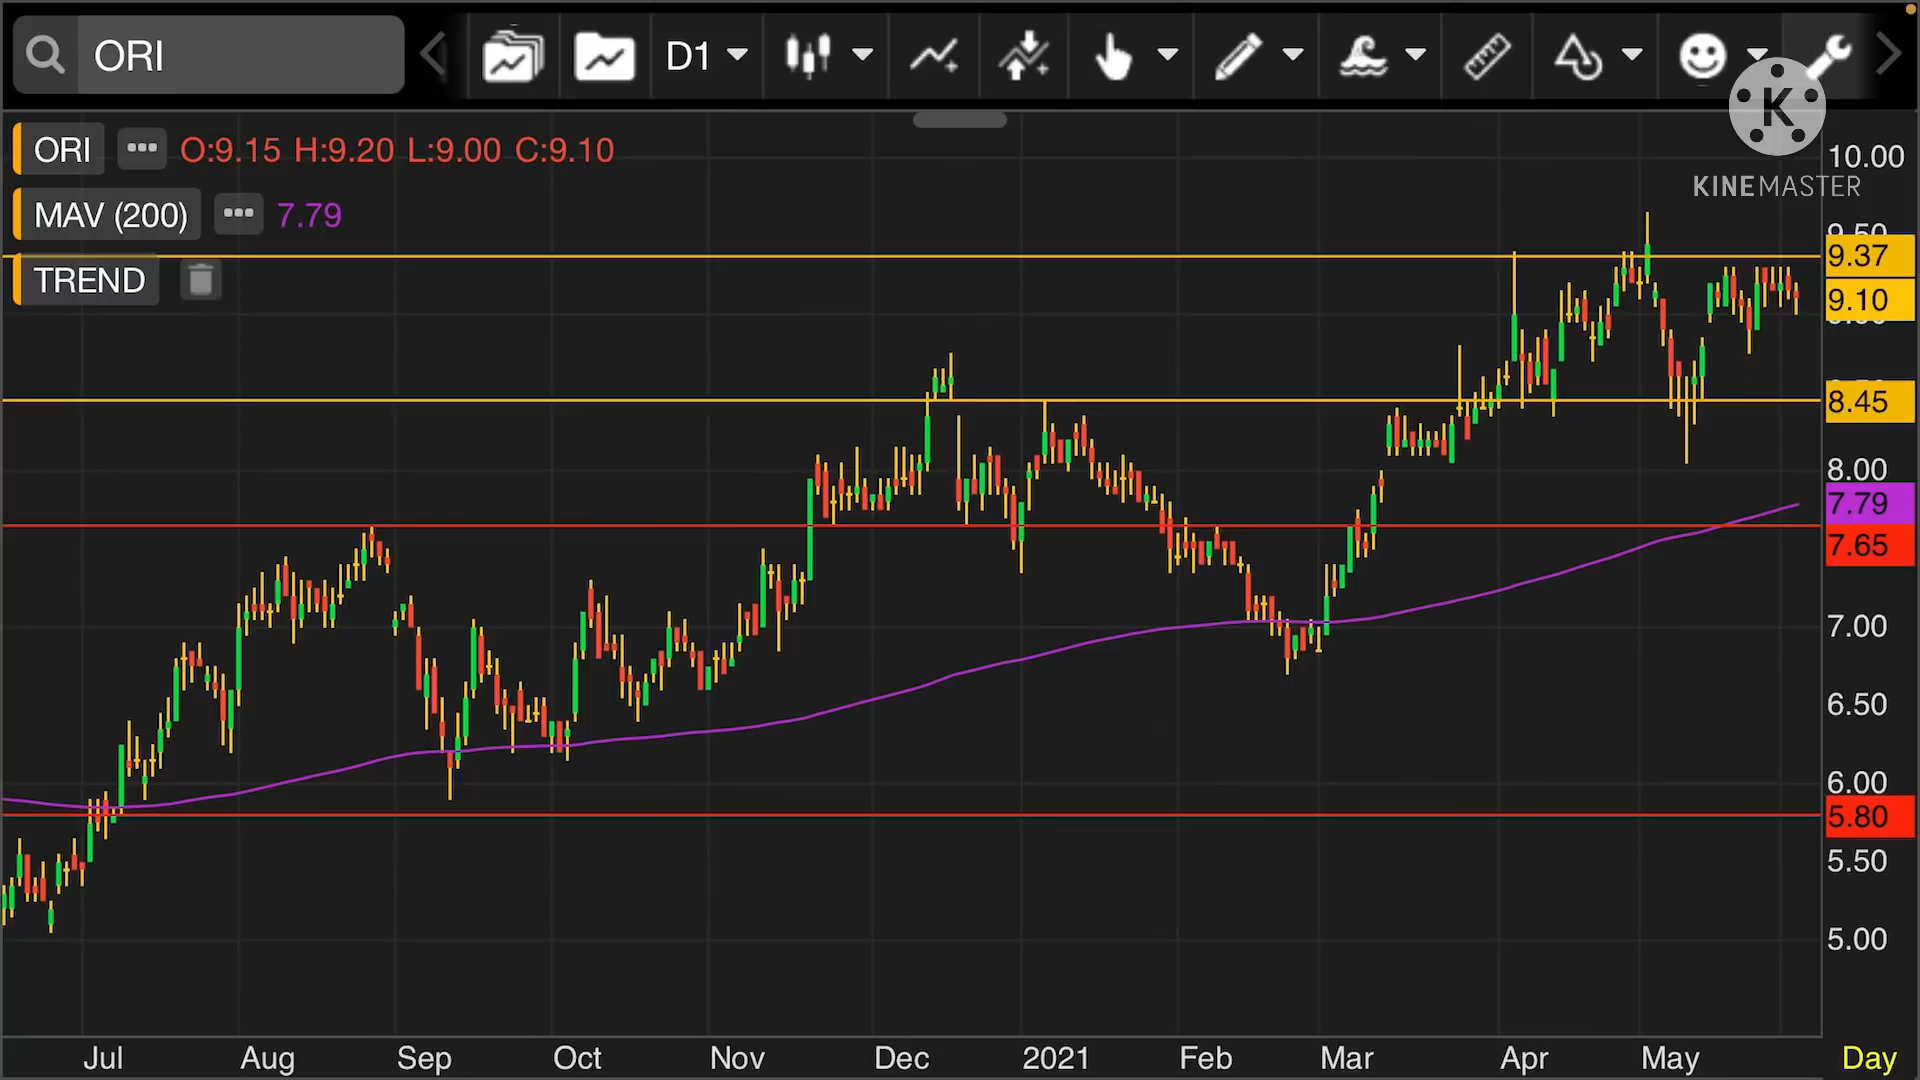 ORI
D1
K
KINEMASTER
ORI ••• O:9.15 H:9.20 L:9.00 C:9.10
MAV (200) ••• 7.79
TREND
10.00
9.50
9.37
9.10
8.45
8.00
7.79
7.65
7.00
6.50
6.00
5.80
5.50
5.00
Jul Aug Sep Oct Nov Dec 2021 Feb Mar Apr May Day